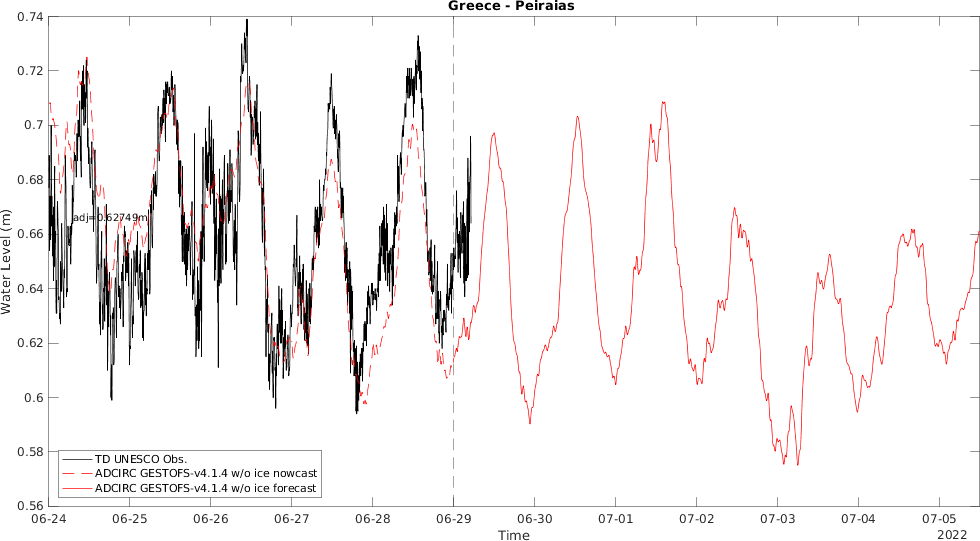 Greece - Peiraias
0.74
0.72
0.7
0.68
0.66
0.64
0.62
0.6
0.58
0.56
Water Level (m)
adj=0.62749m
TD UNESCO Obs.
ADCIRC GESTOFS-v4.1.4 w/o ice nowcast
ADCIRC GESTOFS-v4.1.4 w/o ice forecast
06-24 06-25 06-26 06-27 06-28 06-29 06-30 07-01 07-02 07-03 07-04 07-05
Time
2022